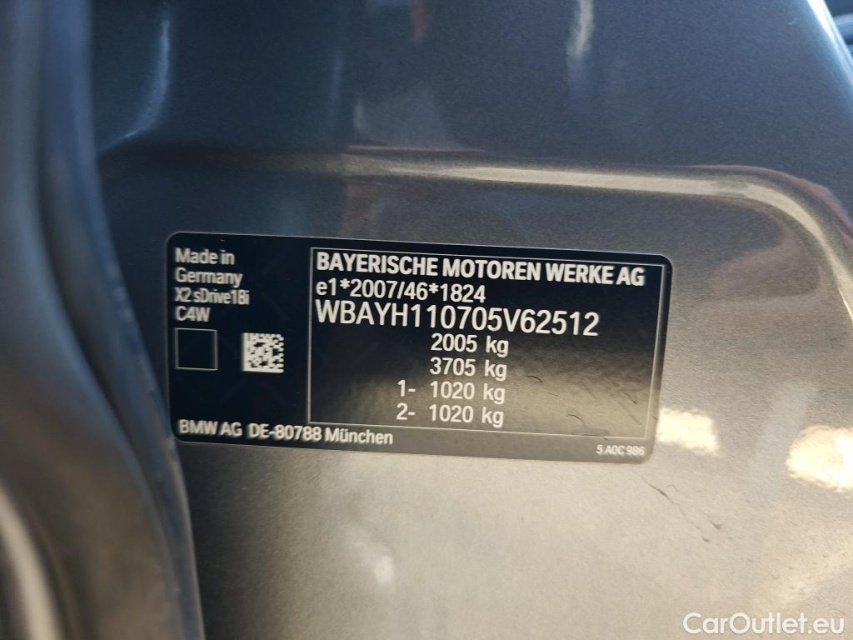 Made in
Germany
X2 sDrive18i
C4W
BAYERISCHE MOTOREN WERKE AG
e1*2007/46*1824
WBAYH110705V62512
2005 kg
3705 kg
1- 1020 kg
2- 1020 kg
BMW AG DE-80788 München
5 A0C 986
CarOutlet.eu